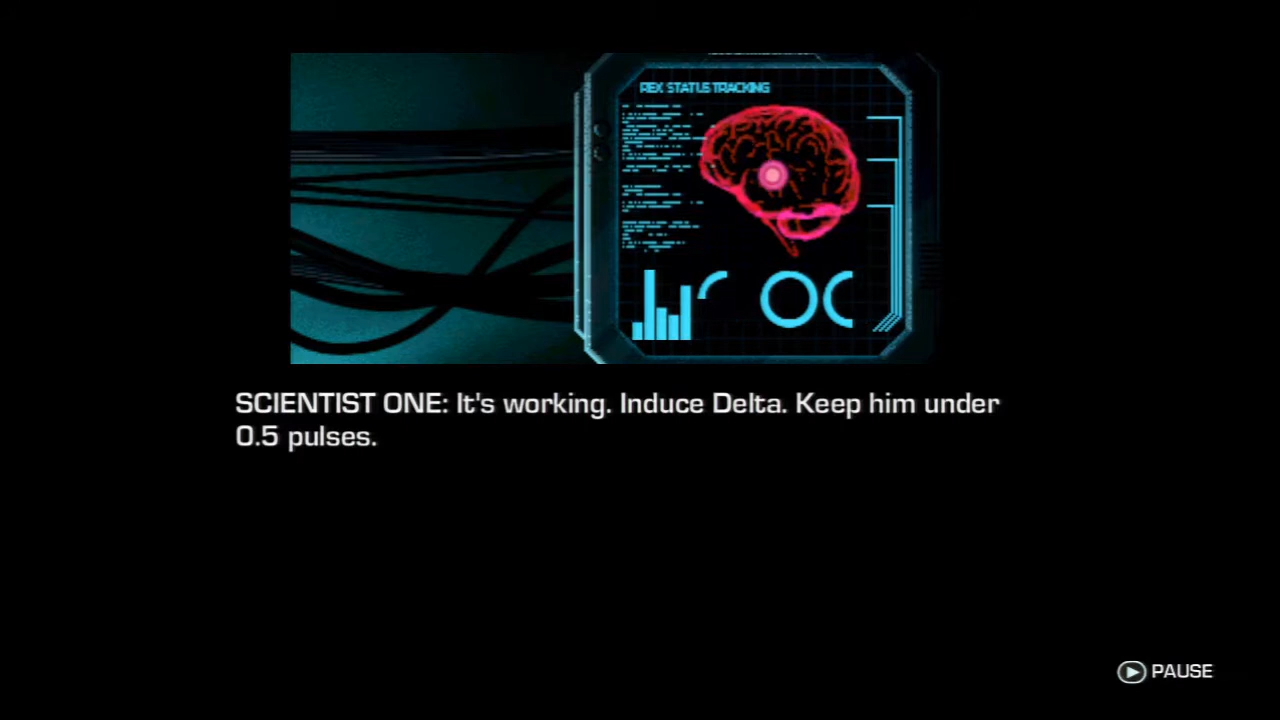 REX STATUS TRACKING
SCIENTIST ONE: It's working. Induce Delta. Keep him under
0.5 pulses.
PAUSE